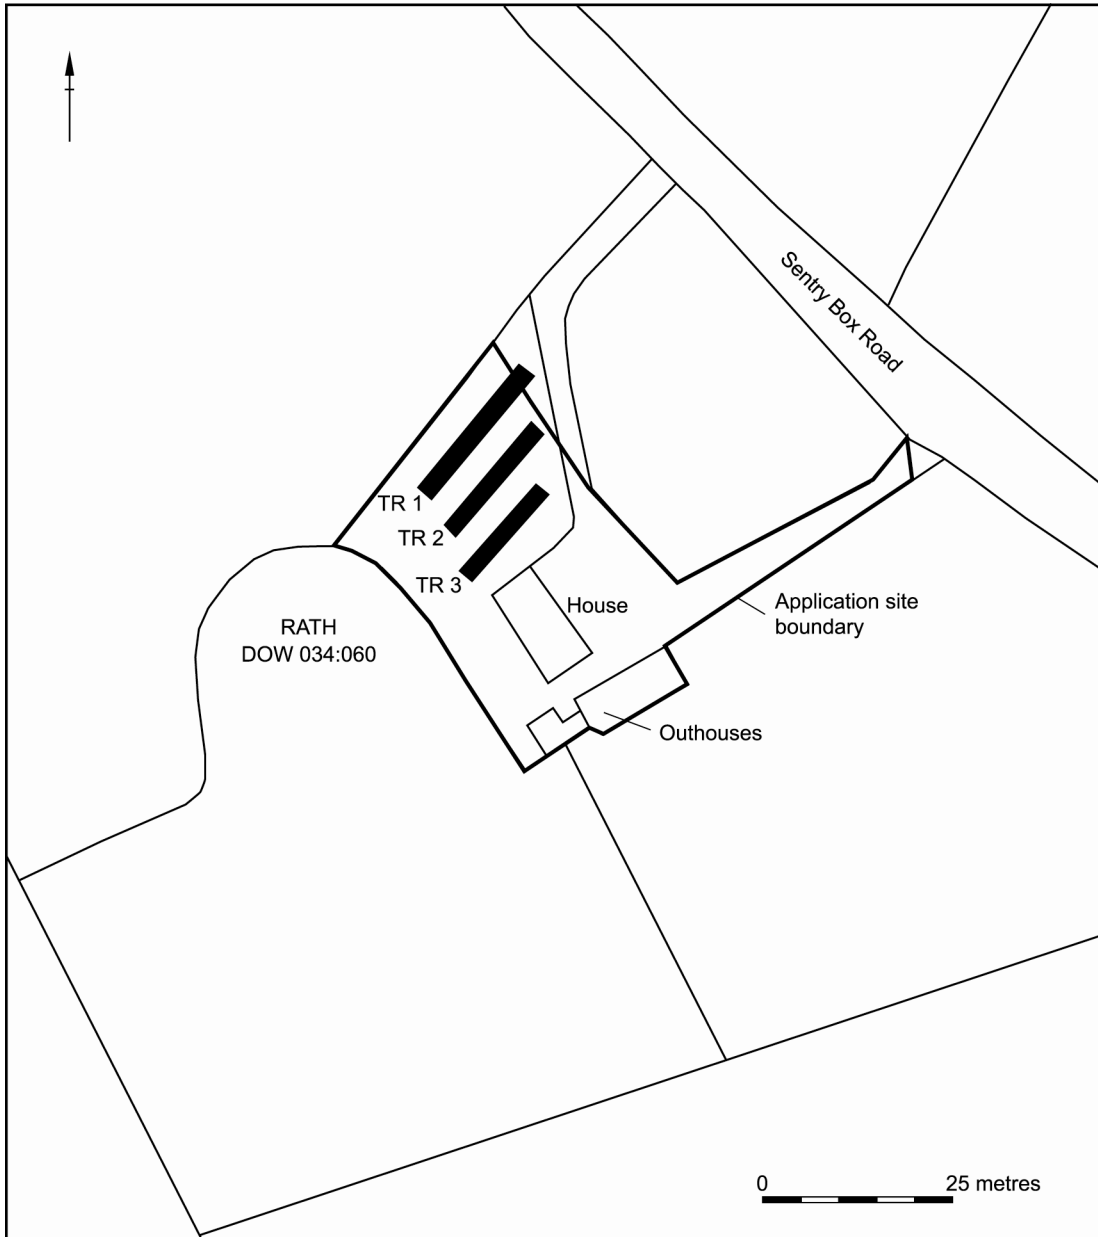 Sentry Box Road
TR 1
TR 2
TR 3
House
Application site
boundary
RATH
DOW 034:060
Outhouses
0 25 metres